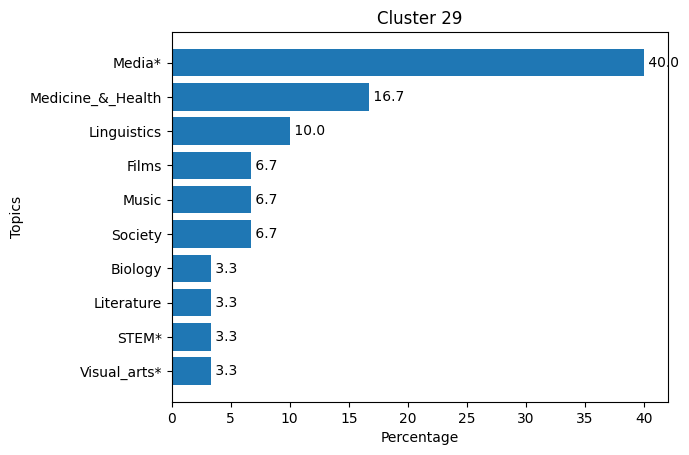 Cluster 29
Topics
Media* 40.0
Medicine_&_Health 16.7
Linguistics 10.0
Films 6.7
Music 6.7
Society 6.7
Biology 3.3
Literature 3.3
STEM* 3.3
Visual_arts* 3.3
0 5 10 15 20 25 30 35 40
Percentage